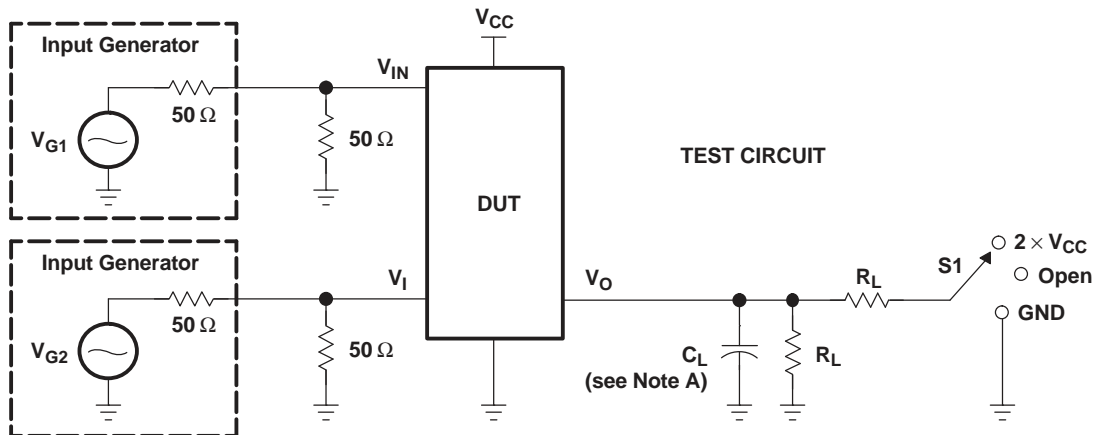 V_CC
Input Generator
V_IN
50 Ω
50 Ω
V_G1
TEST CIRCUIT
DUT
Input Generator
V_I
V_O
S1
2 × V_CC
Open
R_L
GND
50 Ω
50 Ω
V_G2
C_L
R_L
(see Note A)